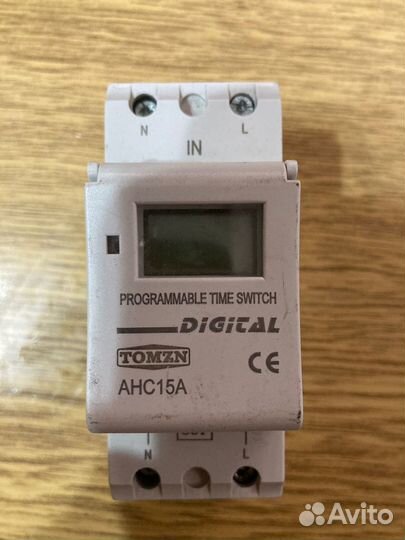 N L
IN
PROGRAMMABLE TIME SWITCH
DIGITAL
TOMZN
CE
AHC15A
N L
Avito